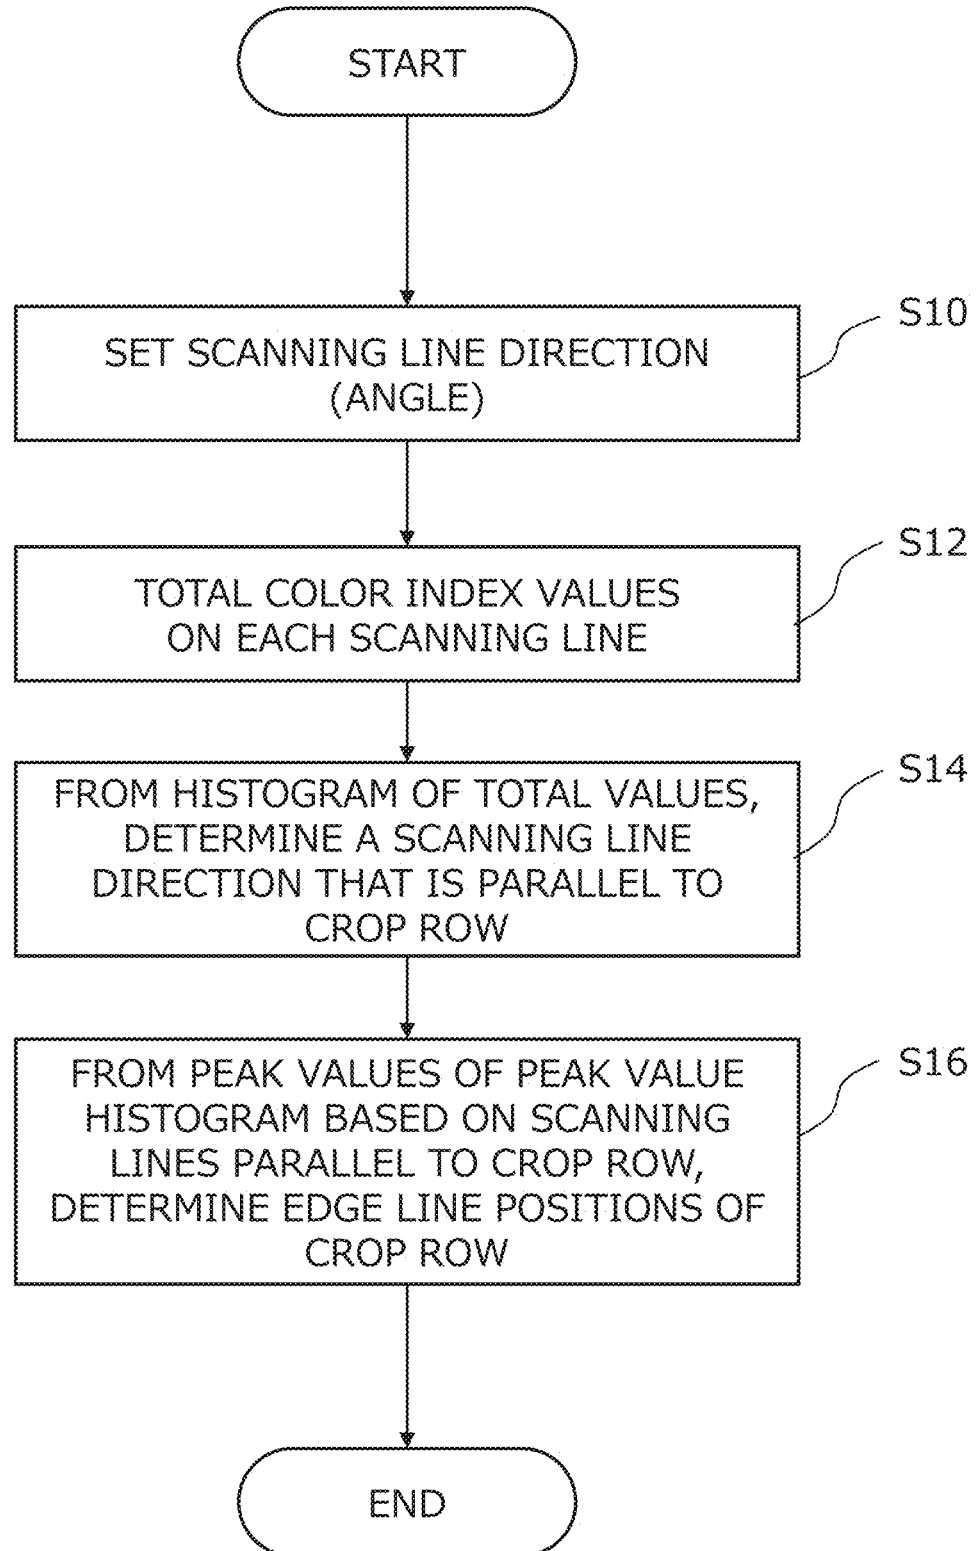 START
S10
SET SCANNING LINE DIRECTION
(ANGLE)
S12
TOTAL COLOR INDEX VALUES
ON EACH SCANNING LINE
S14
FROM HISTOGRAM OF TOTAL VALUES,
DETERMINE A SCANNING LINE
DIRECTION THAT IS PARALLEL TO
CROP ROW
S16
FROM PEAK VALUES OF PEAK VALUE
HISTOGRAM BASED ON SCANNING
LINES PARALLEL TO CROP ROW,
DETERMINE EDGE LINE POSITIONS OF
CROP ROW
END